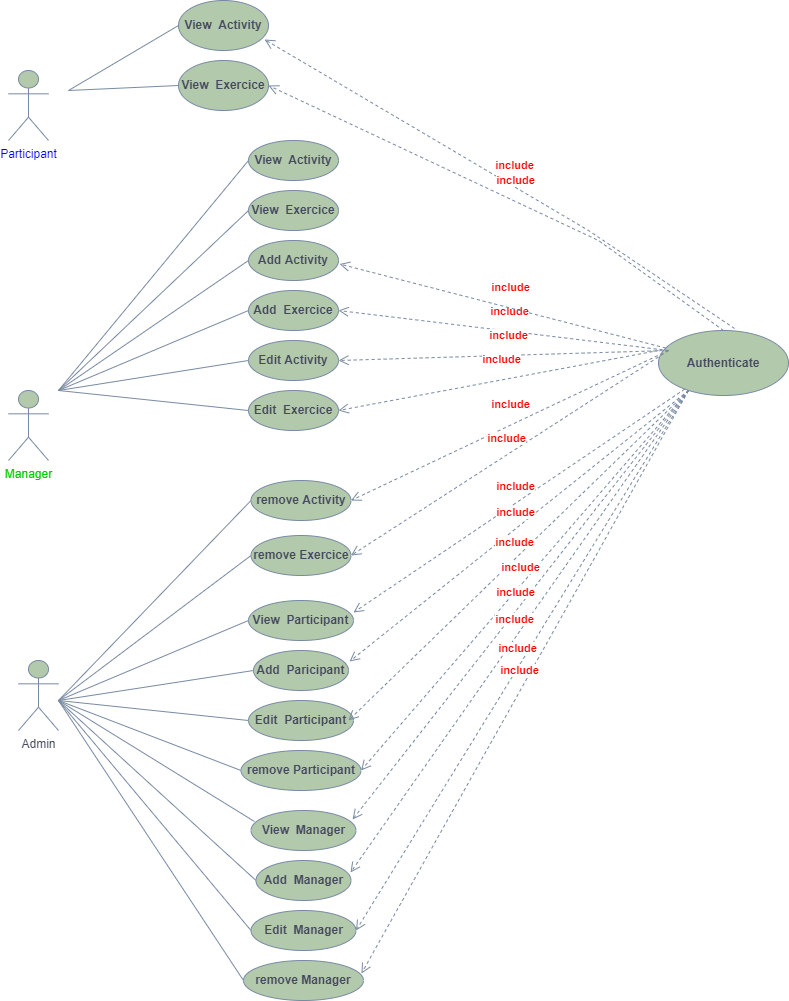 View Activity
View Exercice
Participant
include
include
View Activity
View Exercice
Add Activity
include
Add Exercice
include
include
Edit Activity
include
Authenticate
Edit Exercice
include
include
Manager
remove Activity
include
include
remove Exercice
include
include
include
View Participant
include
include
include
Add Paricipant
Edit Participant
Admin
remove Participant
View Manager
Add Manager
Edit Manager
remove Manager